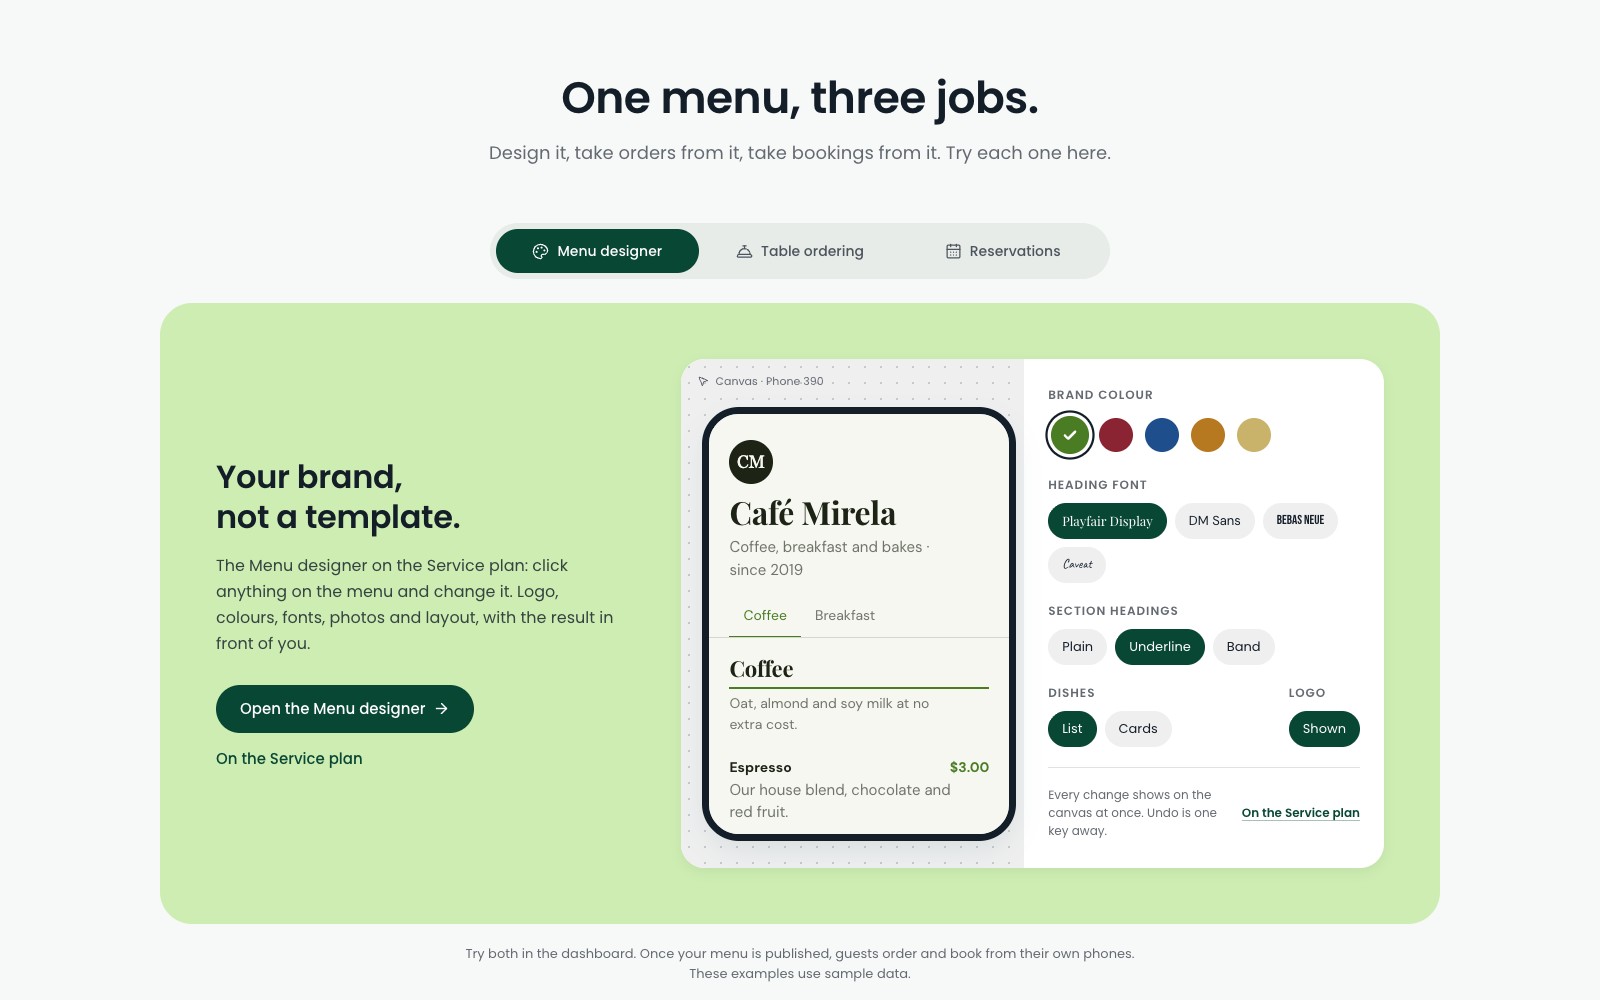 One menu, three jobs.
Design it, take orders from it, take bookings from it. Try each one here.
Menu designer
Table ordering
Reservations
Your brand,
not a template.
The Menu designer on the Service plan: click
anything on the menu and change it. Logo,
colours, fonts, photos and layout, with the result in
front of you.
Open the Menu designer
On the Service plan
Canvas · Phone 390
CM
Café Mirela
Coffee, breakfast and bakes ·
since 2019
Coffee
Breakfast
Coffee
Oat, almond and soy milk at no
extra cost.
Espresso $3.00
Our house blend, chocolate and
red fruit.
BRAND COLOUR
HEADING FONT
Playfair Display
DM Sans
BEBAS NEUE
Caveat
SECTION HEADINGS
Plain
Underline
Band
DISHES
List
Cards
LOGO
Shown
Every change shows on the
canvas at once. Undo is one
key away.
On the Service plan
Try both in the dashboard. Once your menu is published, guests order and book from their own phones.
These examples use sample data.